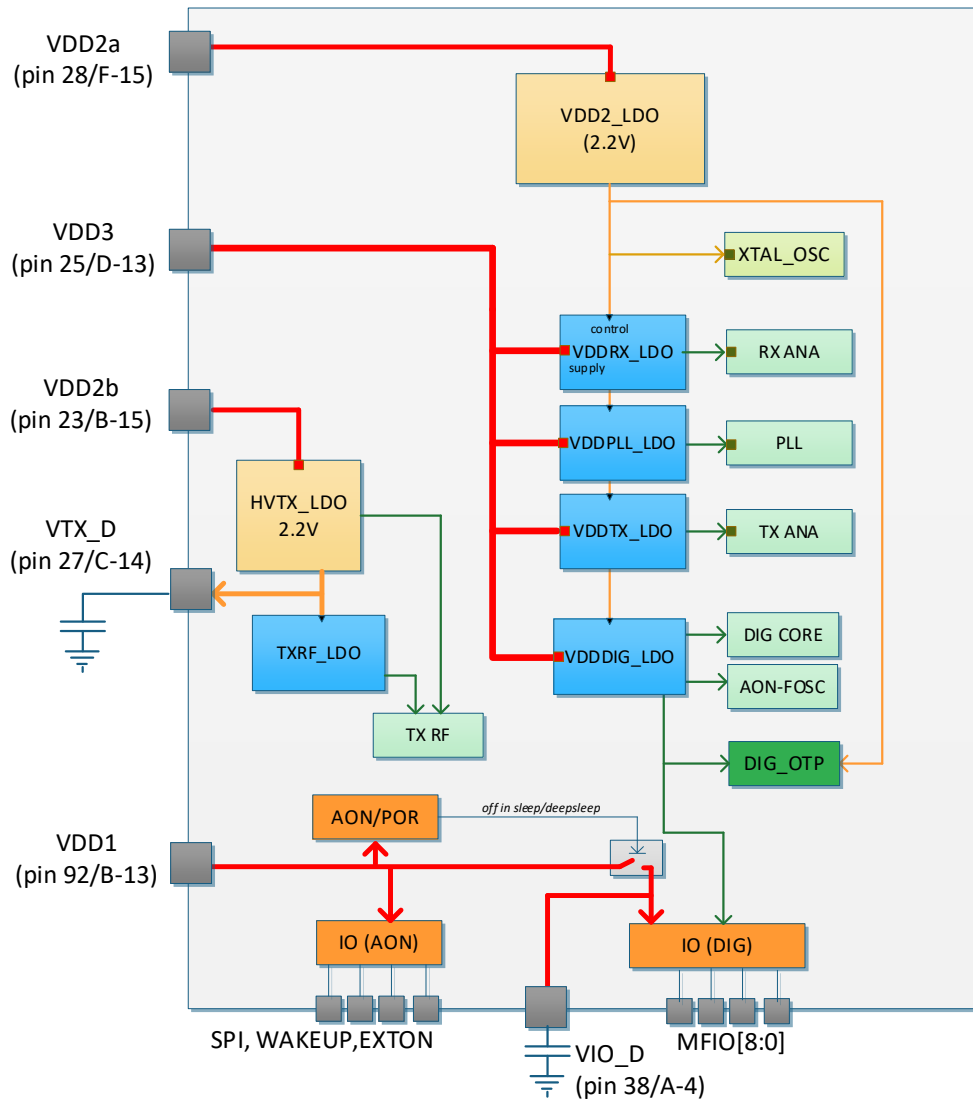 VDD2a
(pin 28/F-15)
VDD2_LDO
(2.2V)
VDD3
(pin 25/D-13)
XTAL_OSC
control
VDDRX_LDO
supply
RX ANA
VDD2b
(pin 23/B-15)
VDDPLL_LDO
PLL
HVTX_LDO
2.2V
VTX_D
(pin 27/C-14)
VDDTX_LDO
TX ANA
TXRF_LDO
VDDDIG_LDO
DIG CORE
AON-FOSC
TX RF
DIG_OTP
AON/POR
off in sleep/deepsleep
VDD1
(pin 92/B-13)
IO (AON)
IO (DIG)
SPI, WAKEUP,EXTON
VIO_D
(pin 38/A-4)
MFIO[8:0]